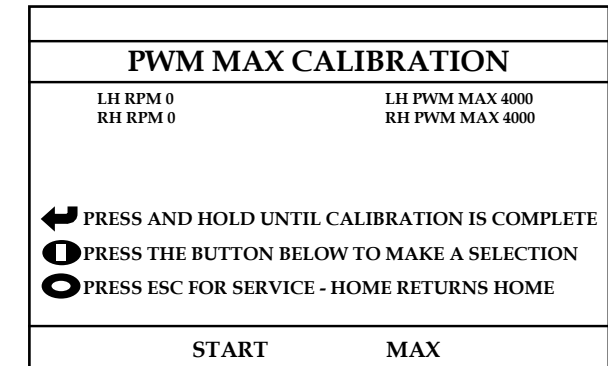 PWM MAX CALIBRATION
LH RPM 0 LH PWM MAX 4000
RH RPM 0 RH PWM MAX 4000
PRESS AND HOLD UNTIL CALIBRATION IS COMPLETE
PRESS THE BUTTON BELOW TO MAKE A SELECTION
PRESS ESC FOR SERVICE - HOME RETURNS HOME
START MAX